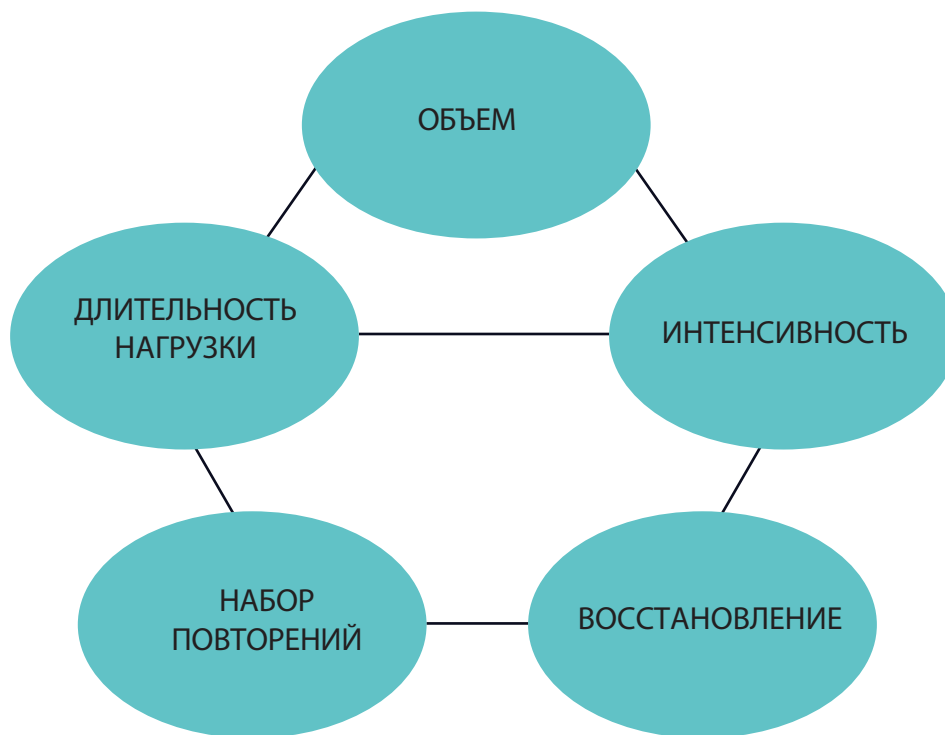 ОБЪЕМ
ДЛИТЕЛЬНОСТЬ
НАГРУЗКИ
ИНТЕНСИВНОСТЬ
НАБОР
ПОВТОРЕНИЙ
ВОССТАНОВЛЕНИЕ